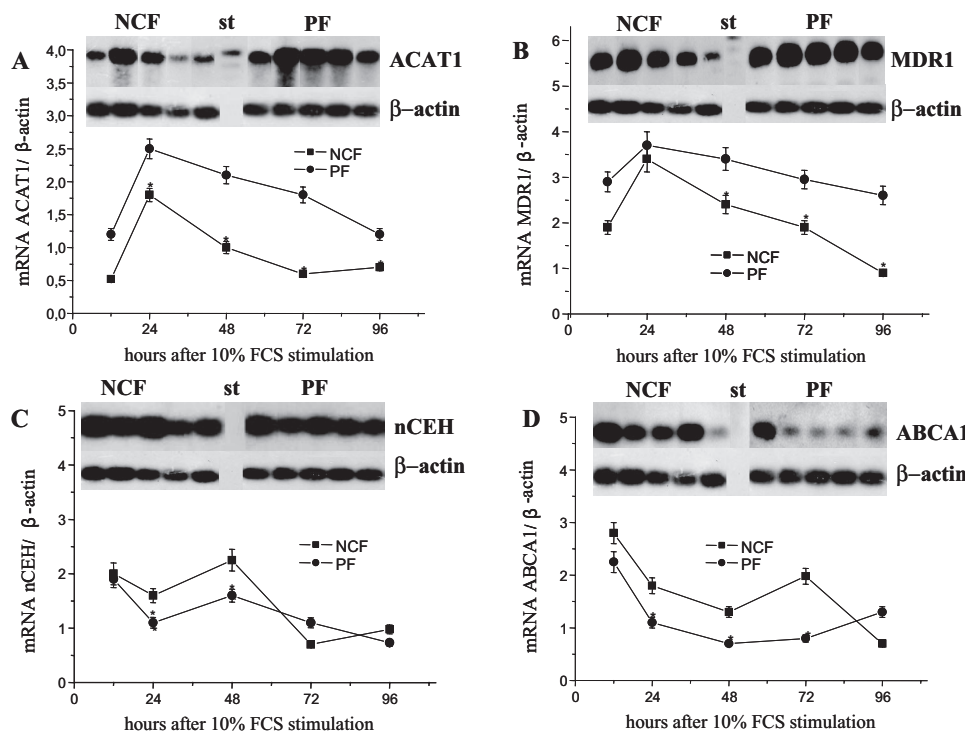 NCF st PF
A
ACAT1
β-actin
4,0
3,5
3,0
2,5
2,0
1,5
1,0
0,5
0,0
mRNA ACAT1/ β-actin
NCF
PF
*
*
*
*
0 24 48 72 96
hours after 10% FCS stimulation
NCF st PF
B
MDR1
β-actin
6
5
4
3
2
1
0
mRNA MDR1/ β-actin
NCF
PF
*
*
*
0 24 48 72 96
hours after 10% FCS stimulation
NCF st PF
C
nCEH
β-actin
5
4
3
2
1
0
mRNA nCEH/ β-actin
NCF
PF
*
*
*
0 24 48 72 96
hours after 10% FCS stimulation
NCF st PF
D
ABCA1
β-actin
5
4
3
2
1
0
mRNA ABCA1/ β-actin
NCF
PF
*
*
*
0 24 48 72 96
hours after 10% FCS stimulation